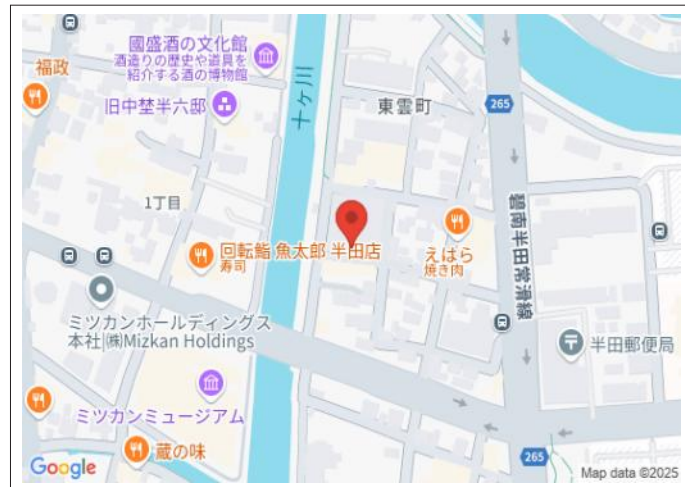 國盛酒の文化館
酒造りの歴史や道具を
紹介する酒の博物館
福政
旧中埜半六邸
十ヶ川
東雲町
265
1丁目
碧南半田常滑線
回転鮨 魚太郎 半田店
寿司
えはら
焼き肉
ミツカンホールディングス
本社|㈱Mizkan Holdings
半田郵便局
ミツカンミュージアム
蔵の味
265
Google
Map data ©2025